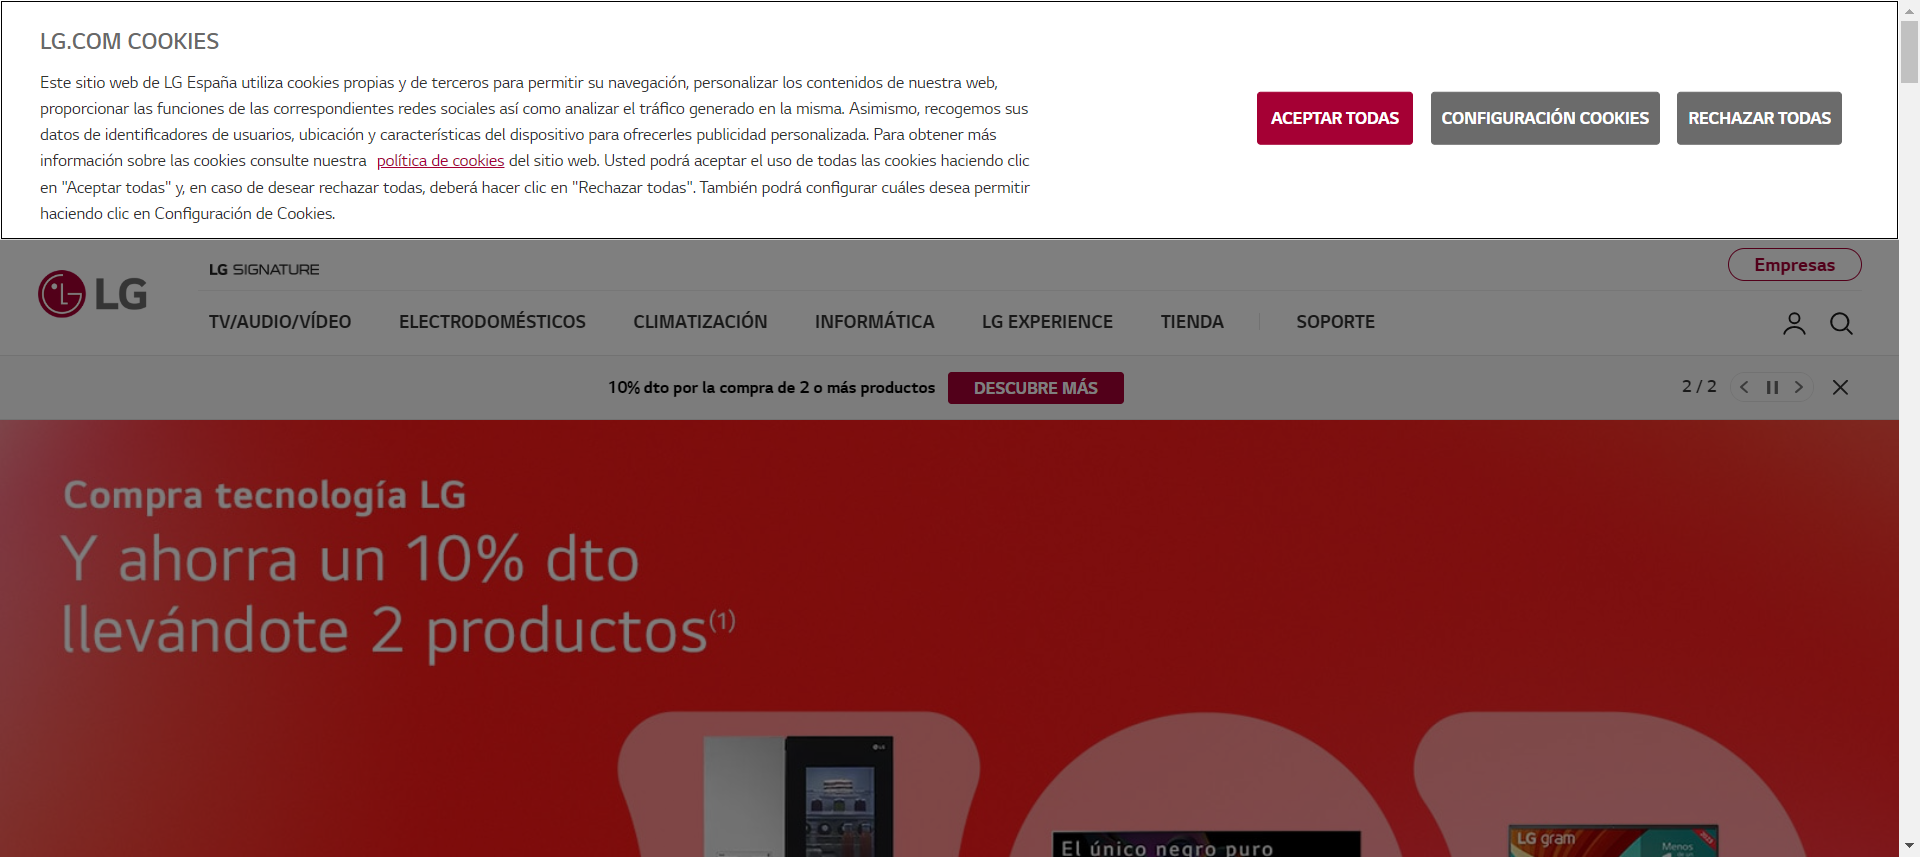 LG.COM COOKIES
Este sitio web de LG España utiliza cookies propias y de terceros para permitir su navegación, personalizar los contenidos de nuestra web,
proporcionar las funciones de las correspondientes redes sociales así como analizar el tráfico generado en la misma. Asimismo, recogemos sus
datos de identificadores de usuarios, ubicación y características del dispositivo para ofrecerles publicidad personalizada. Para obtener más
información sobre las cookies consulte nuestra política de cookies del sitio web. Usted podrá aceptar el uso de todas las cookies haciendo clic
en "Aceptar todas" y, en caso de desear rechazar todas, deberá hacer clic en "Rechazar todas". También podrá configurar cuáles desea permitir
haciendo clic en Configuración de Cookies.
ACEPTAR TODAS
CONFIGURACIÓN COOKIES
RECHAZAR TODAS
LG
LG SIGNATURE
Empresas
TV/AUDIO/VÍDEO
ELECTRODOMÉSTICOS
CLIMATIZACIÓN
INFORMÁTICA
LG EXPERIENCE
TIENDA
SOPORTE
10% dto por la compra de 2 o más productos
DESCUBRE MÁS
2 / 2
Compra tecnología LG
Y ahorra un 10% dto
llevándote 2 productos(1)
LG
El único negro puro
LG gram
Menos